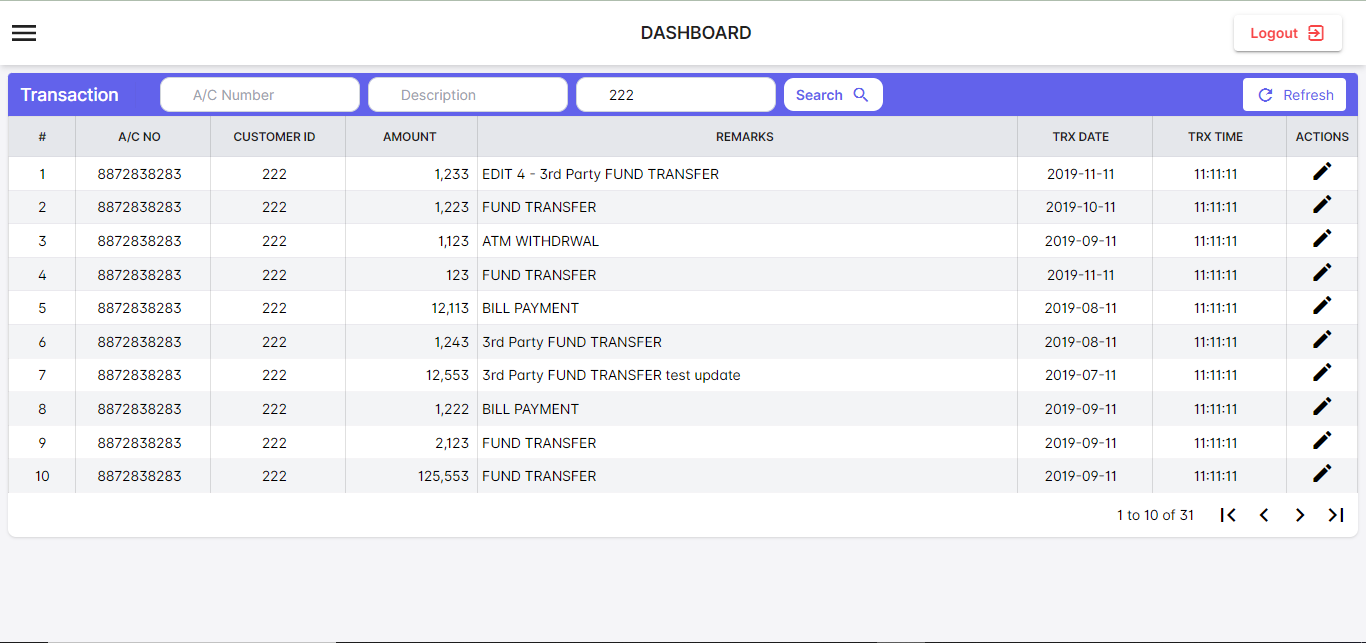 DASHBOARD
Logout
Transaction A/C Number Description 222 Search Refresh
# A/C NO CUSTOMER ID AMOUNT REMARKS TRX DATE TRX TIME ACTIONS
1 8872838283 222 1,233 EDIT 4 - 3rd Party FUND TRANSFER 2019-11-11 11:11:11
2 8872838283 222 1,223 FUND TRANSFER 2019-10-11 11:11:11
3 8872838283 222 1,123 ATM WITHDRWAL 2019-09-11 11:11:11
4 8872838283 222 123 FUND TRANSFER 2019-11-11 11:11:11
5 8872838283 222 12,113 BILL PAYMENT 2019-08-11 11:11:11
6 8872838283 222 1,243 3rd Party FUND TRANSFER 2019-08-11 11:11:11
7 8872838283 222 12,553 3rd Party FUND TRANSFER test update 2019-07-11 11:11:11
8 8872838283 222 1,222 BILL PAYMENT 2019-09-11 11:11:11
9 8872838283 222 2,123 FUND TRANSFER 2019-09-11 11:11:11
10 8872838283 222 125,553 FUND TRANSFER 2019-09-11 11:11:11
1 to 10 of 31